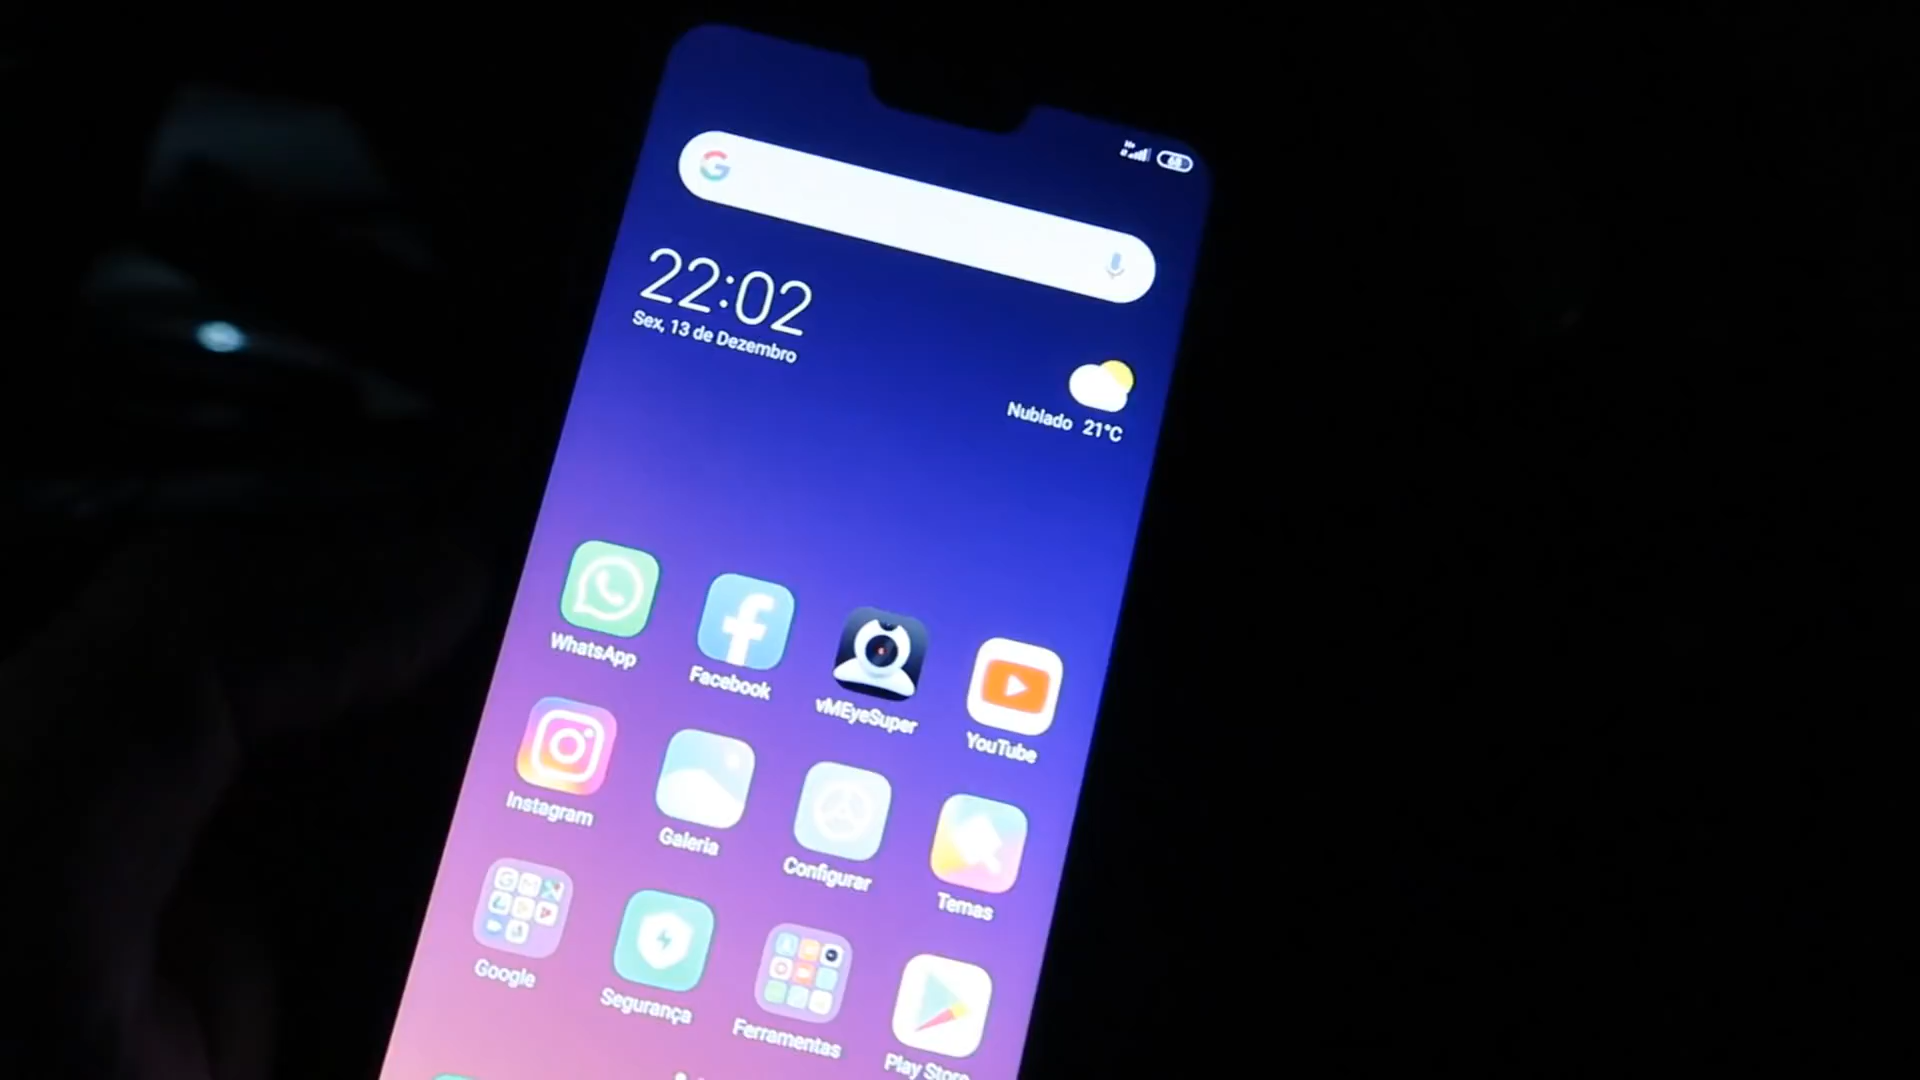 22:02
Sex, 13 de Dezembro
Nublado 21°C
WhatsApp
Facebook
vMEyeSuper
YouTube
Instagram
Galeria
Configurar
Temas
Google
Segurança
Ferramentas
Play Store